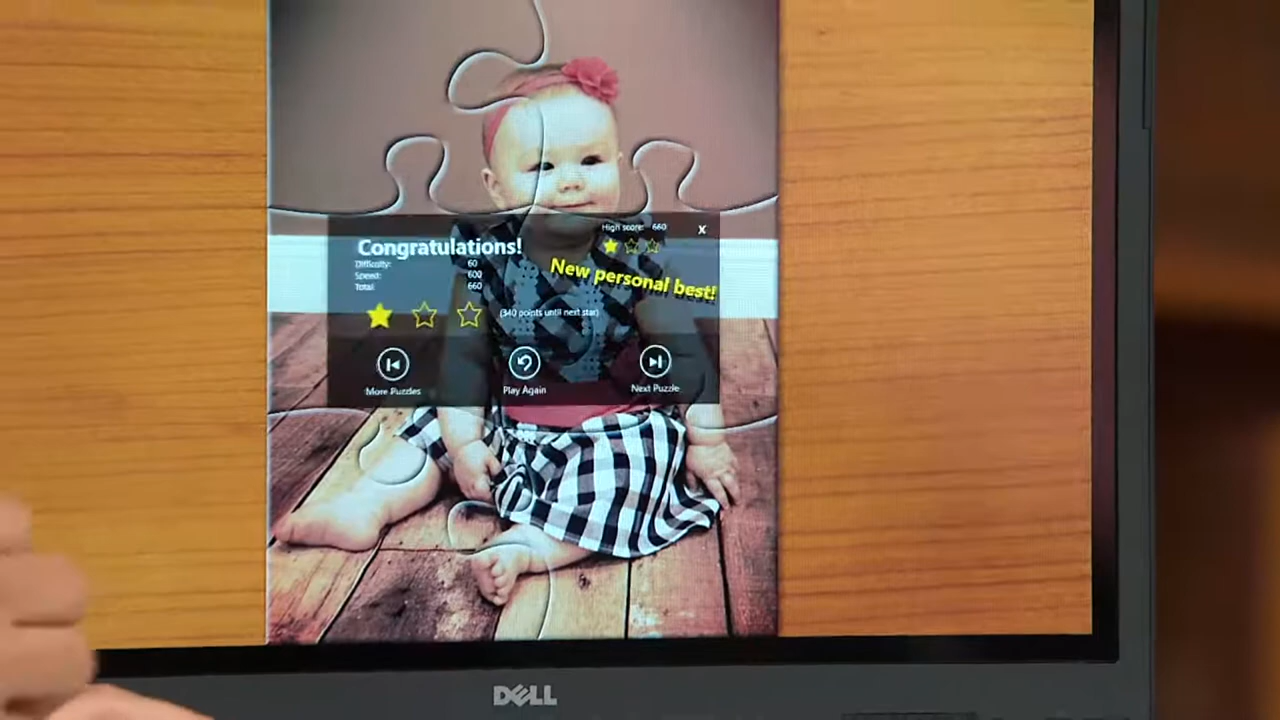 High score: 660
X
Congratulations!
Difficulty: 60
Speed: 600
Total: 660
New personal best!
(340 points until next star)
More Puzzles
Play Again
Next Puzzle
DELL